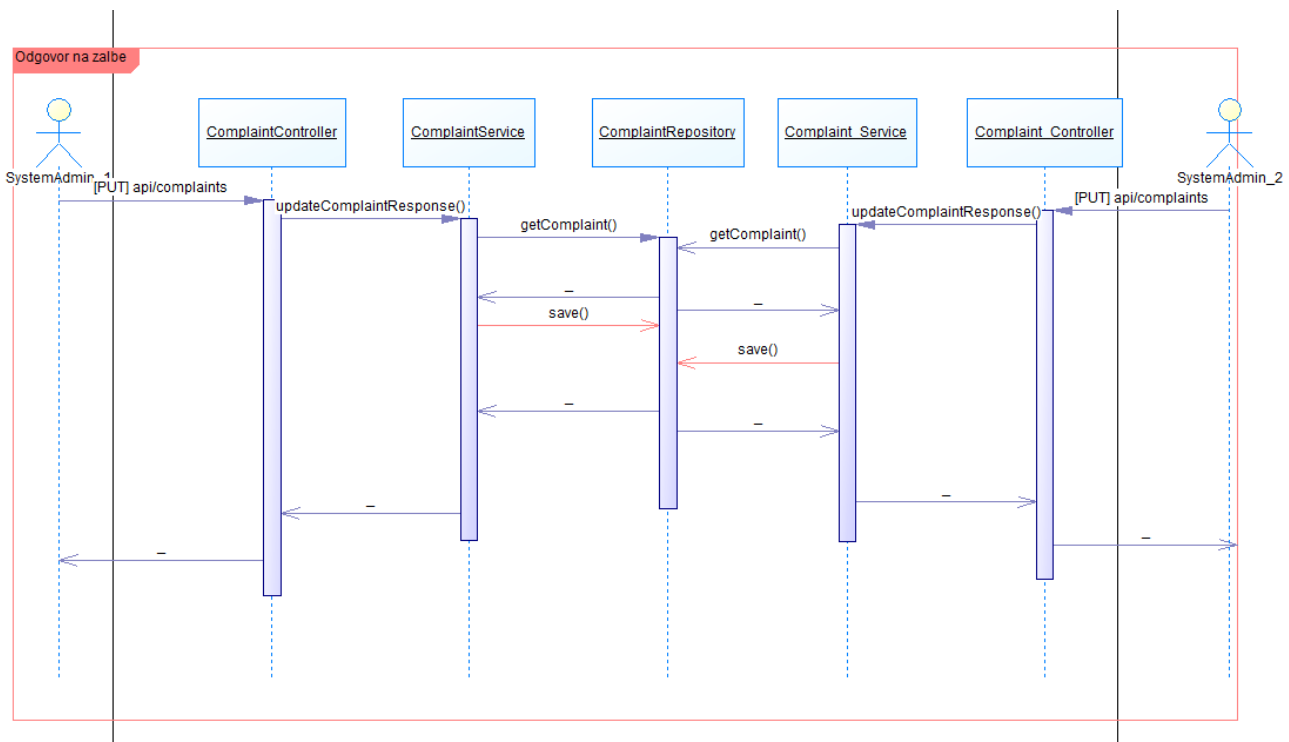 Odgovor na zalbe
ComplaintController
ComplaintService
ComplaintRepository
Complaint_Service
Complaint_Controller
SystemAdmin_1
SystemAdmin_2
[PUT] api/complaints
[PUT] api/complaints
updateComplaintResponse()
updateComplaintResponse()
getComplaint()
getComplaint()
save()
save()